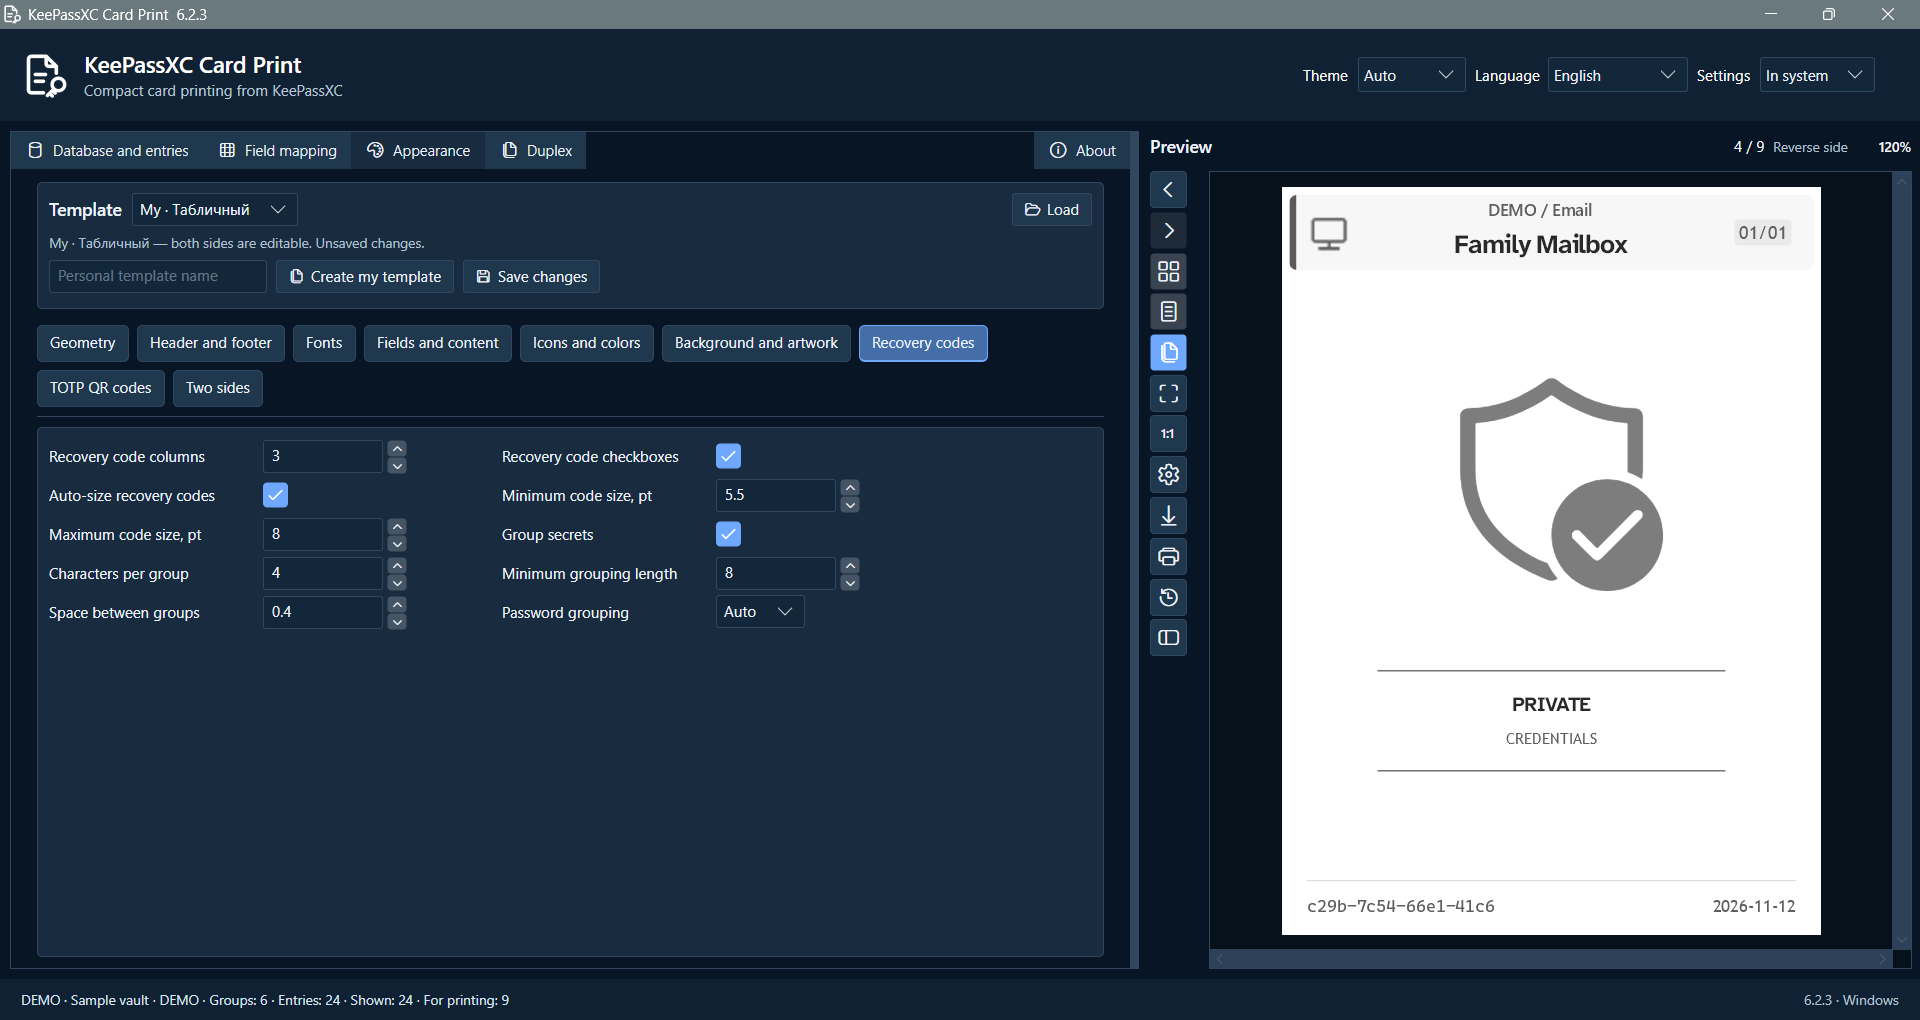 KeePassXC Card Print 6.2.3
KeePassXC Card Print
Compact card printing from KeePassXC
Theme Auto Language English Settings In system
Database and entries Field mapping Appearance Duplex About
Template My · Табличный Load
My · Табличный — both sides are editable. Unsaved changes.
Personal template name Create my template Save changes
Geometry Header and footer Fonts Fields and content Icons and colors Background and artwork Recovery codes
TOTP QR codes Two sides
Recovery code columns 3 Recovery code checkboxes
Auto-size recovery codes Minimum code size, pt 5.5
Maximum code size, pt 8 Group secrets
Characters per group 4 Minimum grouping length 8
Space between groups 0.4 Password grouping Auto
Preview 4 / 9 Reverse side 120%
1:1
DEMO / Email
Family Mailbox
01/01
PRIVATE
CREDENTIALS
c29b-7c54-66e1-41c6 2026-11-12
DEMO · Sample vault · DEMO · Groups: 6 · Entries: 24 · Shown: 24 · For printing: 9
6.2.3 · Windows